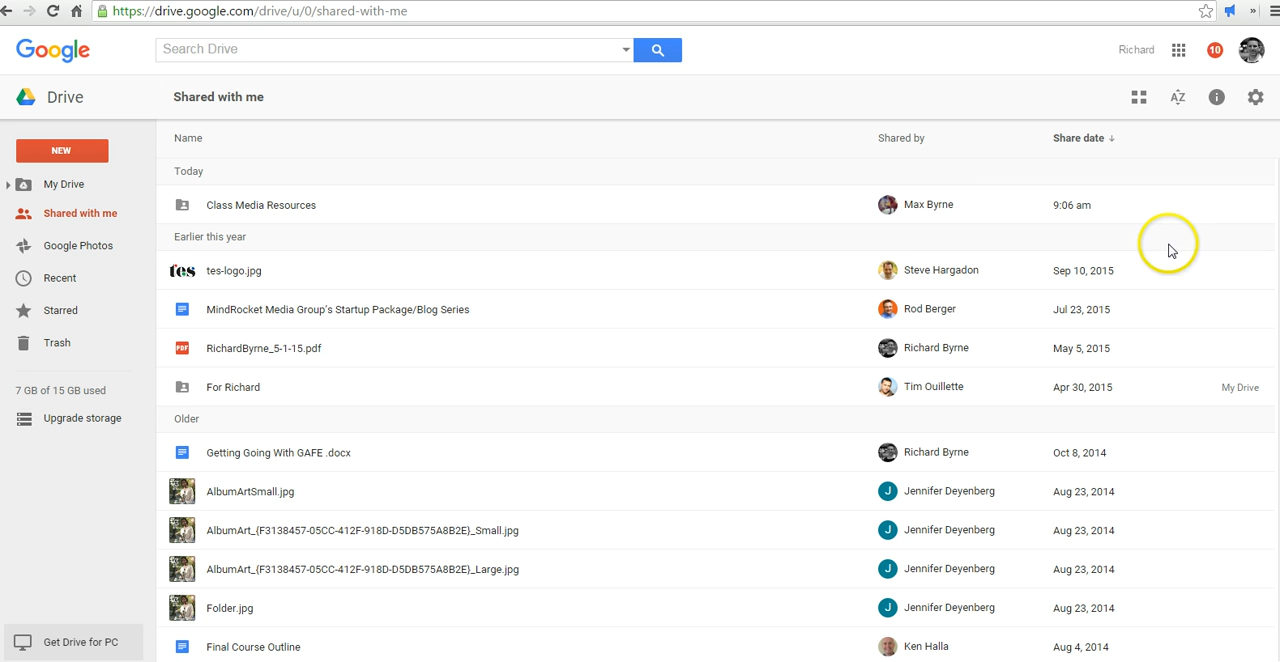 https://drive.google.com/drive/u/0/shared-with-me
Google
Search Drive
Richard
10
Drive
Shared with me
AZ
NEW
My Drive
Shared with me
Google Photos
Recent
Starred
Trash
7 GB of 15 GB used
Upgrade storage
Get Drive for PC
Name Shared by Share date
Today
Class Media Resources Max Byrne 9:06 am
Earlier this year
tes tes-logo.jpg Steve Hargadon Sep 10, 2015
MindRocket Media Group's Startup Package/Blog Series Rod Berger Jul 23, 2015
PDF RichardByrne_5-1-15.pdf Richard Byrne May 5, 2015
For Richard Tim Ouillette Apr 30, 2015 My Drive
Older
Getting Going With GAFE .docx Richard Byrne Oct 8, 2014
AlbumArtSmall.jpg J Jennifer Deyenberg Aug 23, 2014
AlbumArt_{F3138457-05CC-412F-918D-D5DB575A8B2E}_Small.jpg J Jennifer Deyenberg Aug 23, 2014
AlbumArt_{F3138457-05CC-412F-918D-D5DB575A8B2E}_Large.jpg J Jennifer Deyenberg Aug 23, 2014
Folder.jpg J Jennifer Deyenberg Aug 23, 2014
Final Course Outline Ken Halla Aug 4, 2014